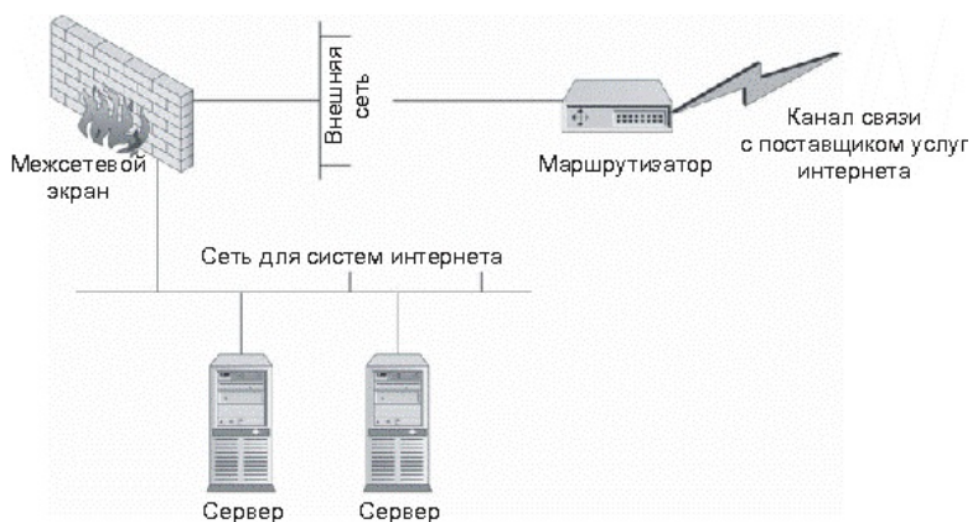 Внешняя
сеть
Межсетевой
экран
Маршрутизатор
Канал связи
с поставщиком услуг
интернета
Сеть для систем интернета
Сервер
Сервер